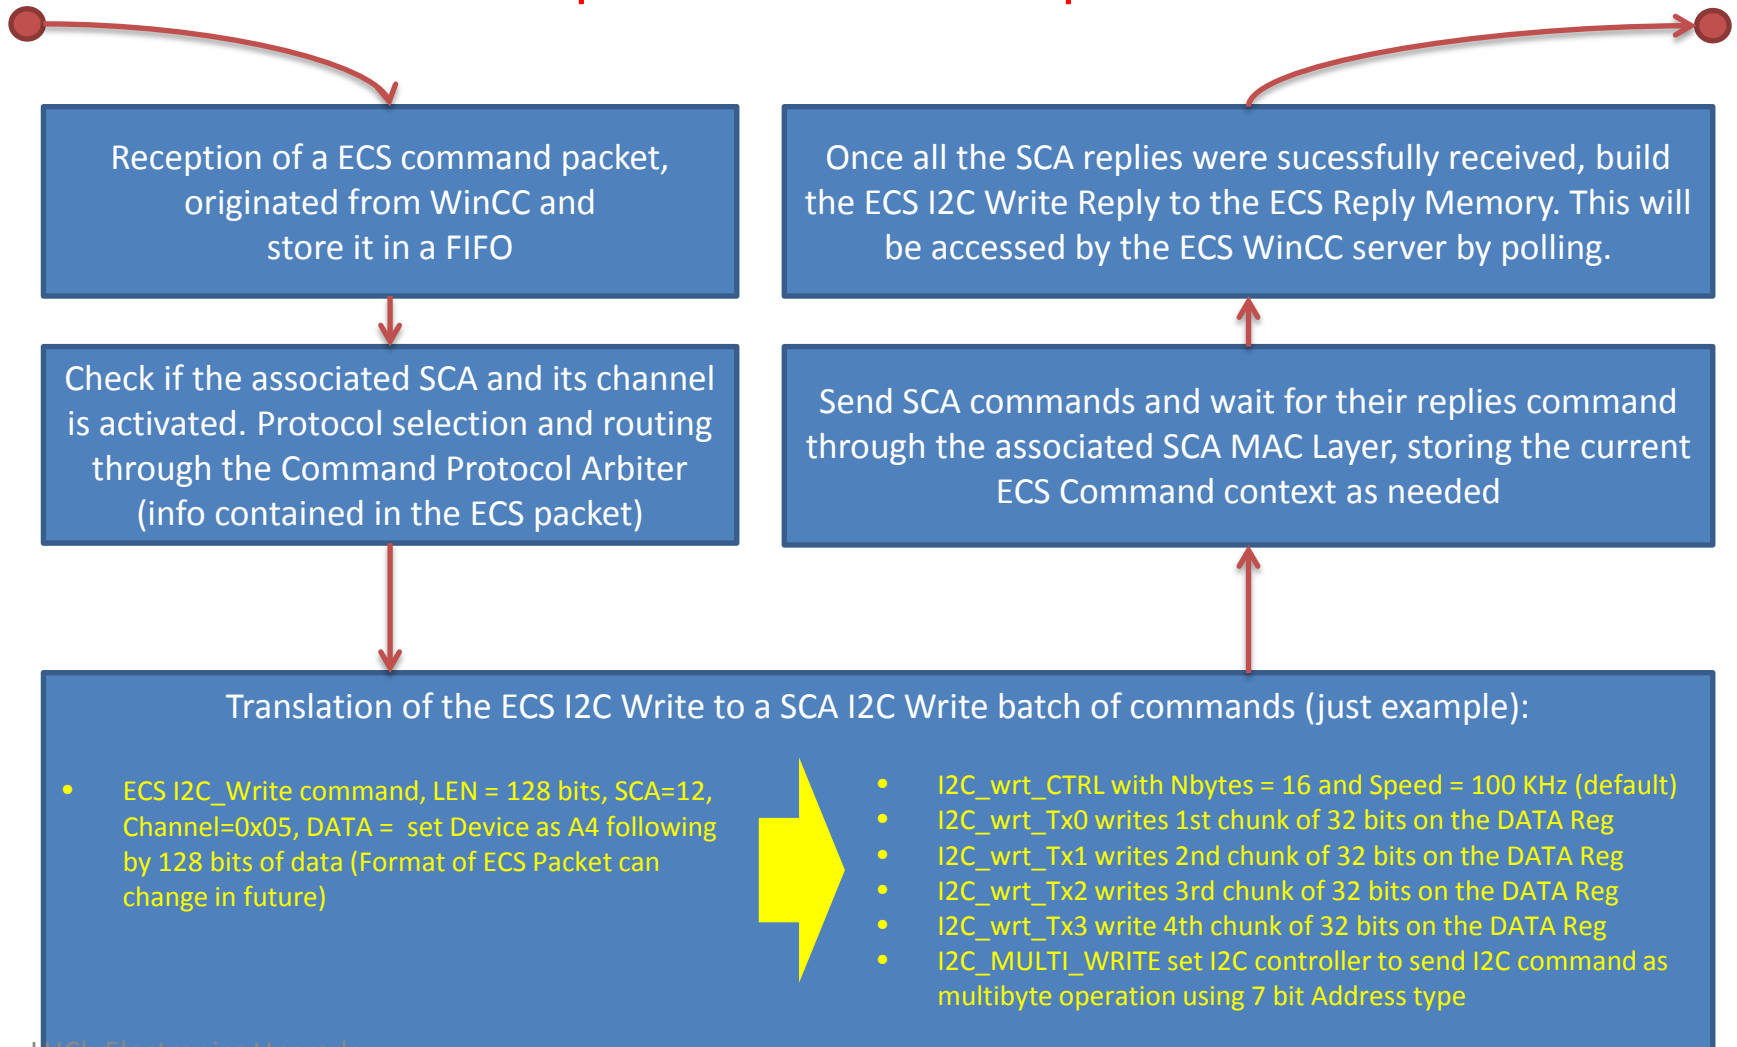 Reception of a ECS command packet,
originated from WinCC and
store it in a FIFO
Check if the associated SCA and its channel
is activated. Protocol selection and routing
through the Command Protocol Arbiter
(info contained in the ECS packet)
Translation of the ECS I2C Write to a SCA I2C Write batch of commands (just example):
• ECS I2C_Write command, LEN = 128 bits, SCA=12,
Channel=0x05, DATA = set Device as A4 following
by 128 bits of data (Format of ECS Packet can
change in future)
• I2C_wrt_CTRL with Nbytes = 16 and Speed = 100 KHz (default)
• I2C_wrt_Tx0 writes 1st chunk of 32 bits on the DATA Reg
• I2C_wrt_Tx1 writes 2nd chunk of 32 bits on the DATA Reg
• I2C_wrt_Tx2 writes 3rd chunk of 32 bits on the DATA Reg
• I2C_wrt_Tx3 write 4th chunk of 32 bits on the DATA Reg
• I2C_MULTI_WRITE set I2C controller to send I2C command as
multibyte operation using 7 bit Address type
Send SCA commands and wait for their replies command
through the associated SCA MAC Layer, storing the current
ECS Command context as needed
Once all the SCA replies were sucessfully received, build
the ECS I2C Write Reply to the ECS Reply Memory. This will
be accessed by the ECS WinCC server by polling.